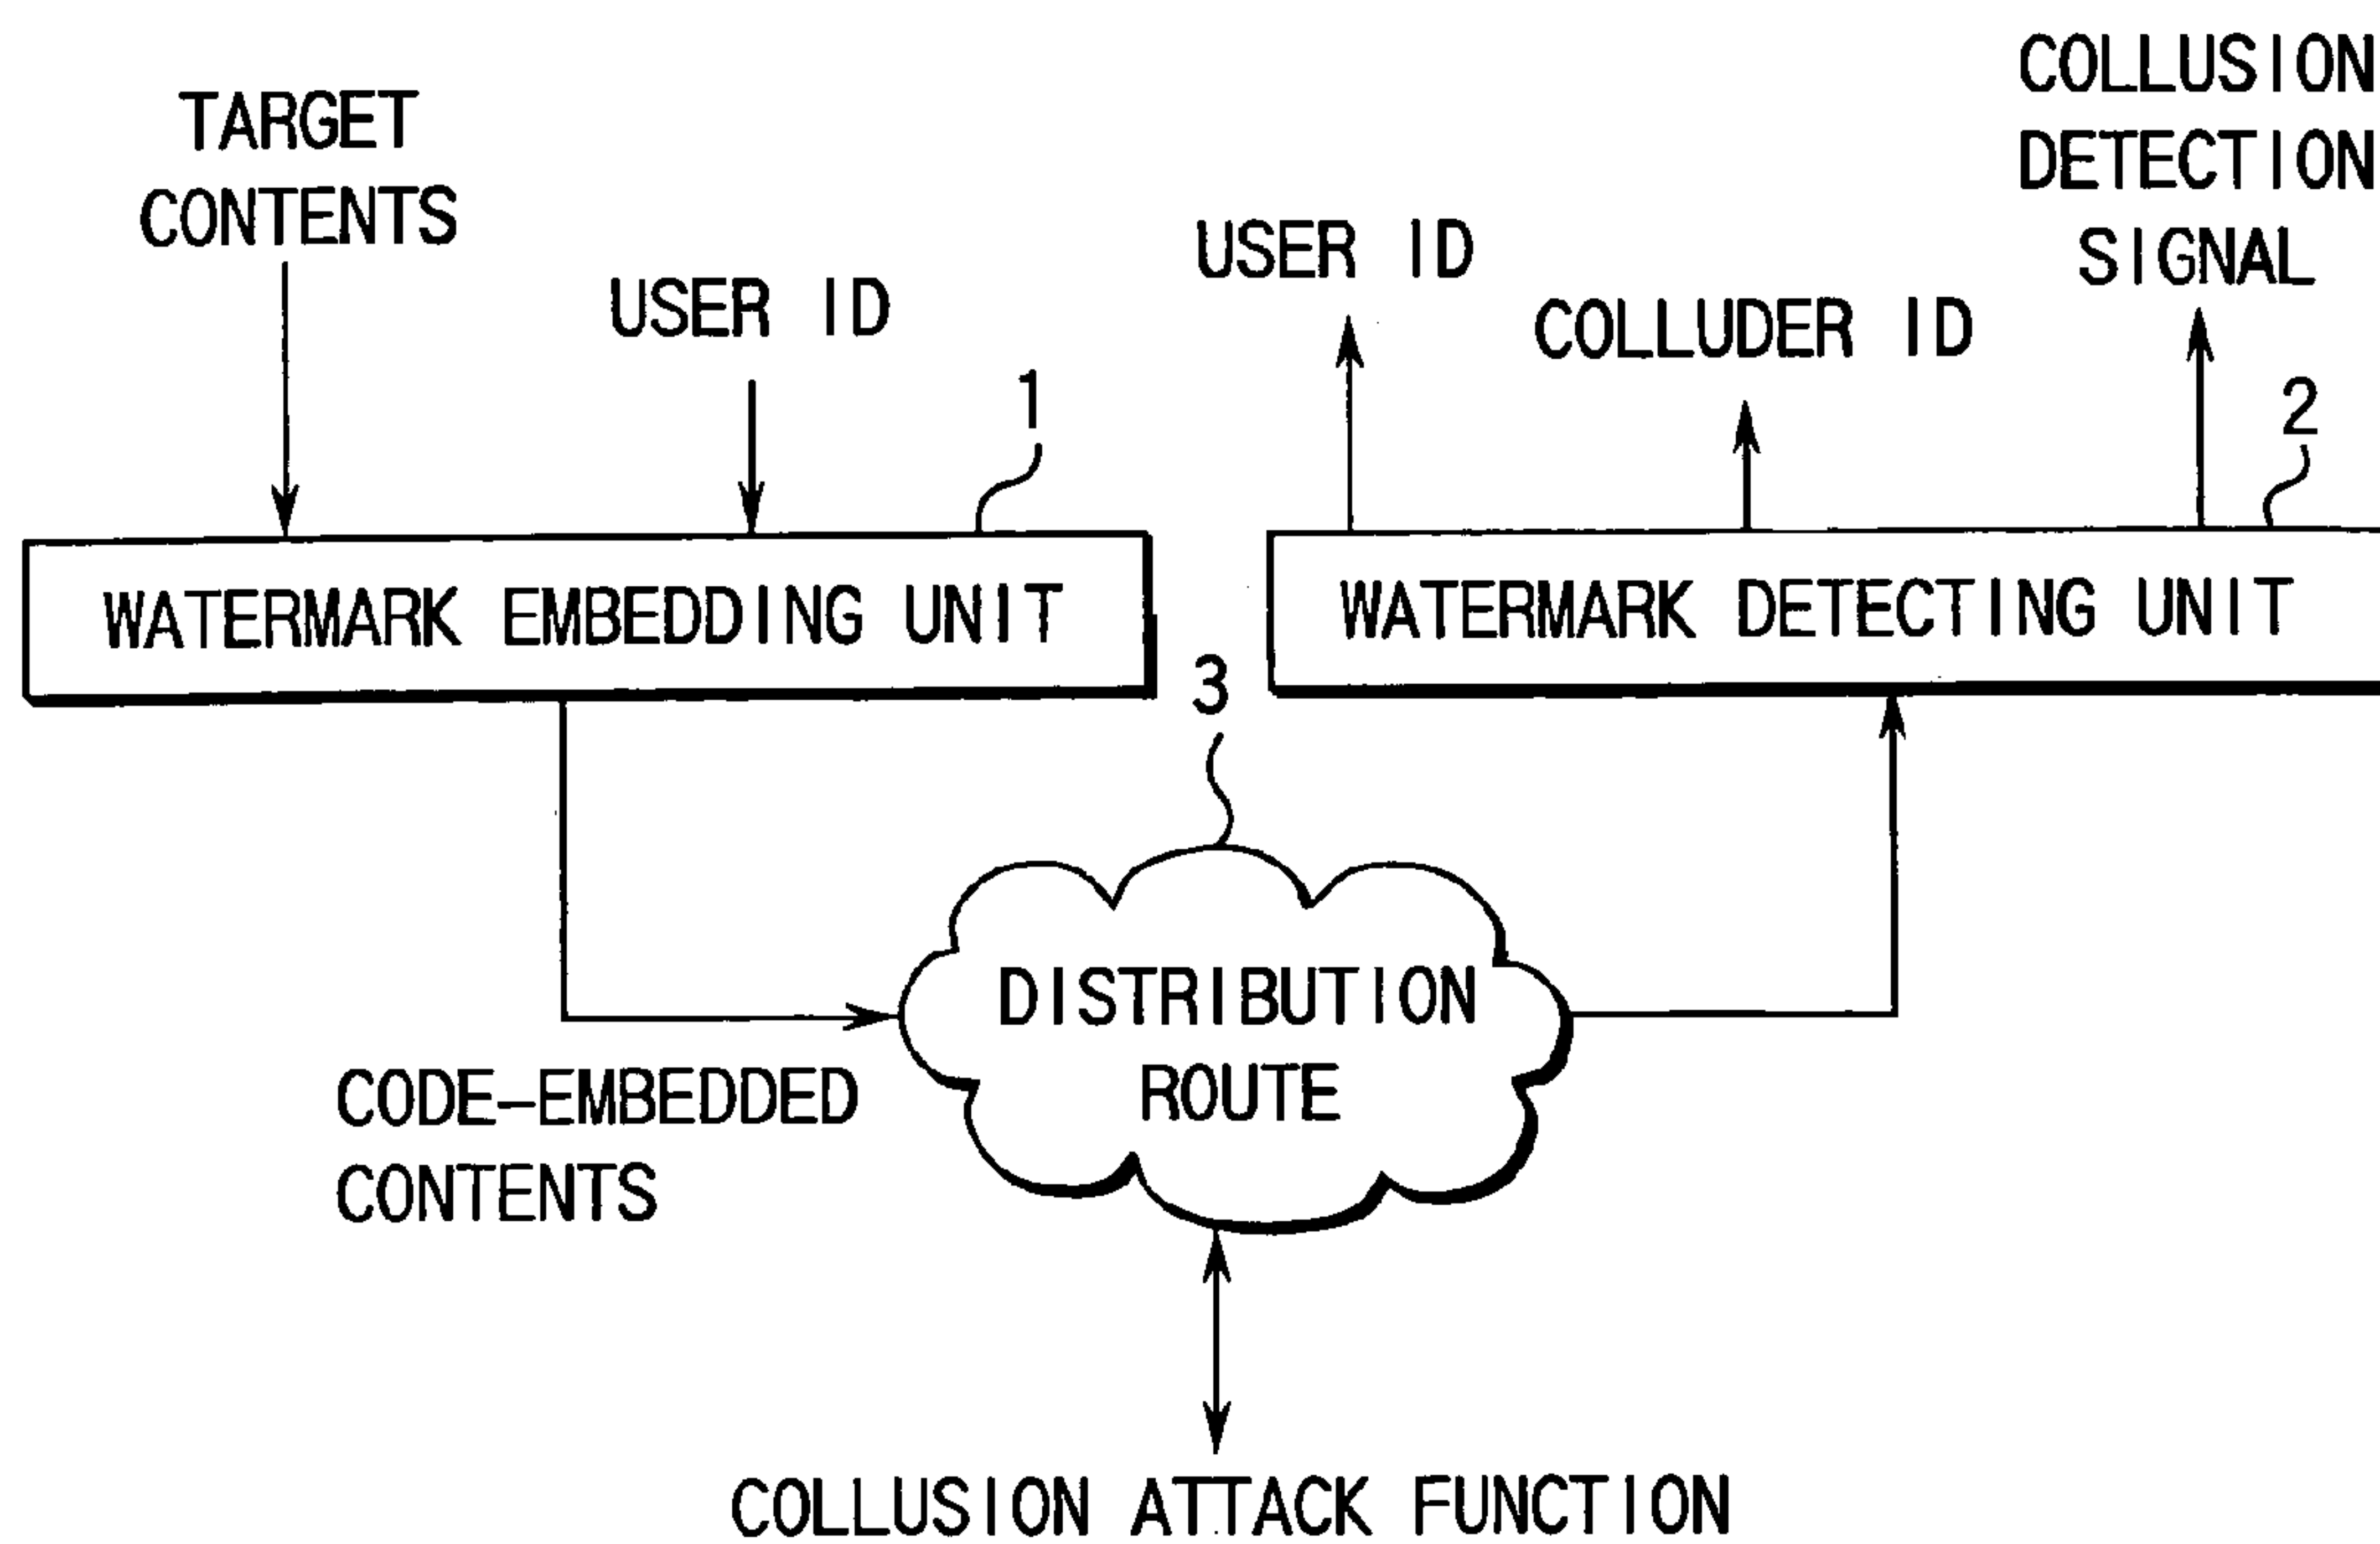 TARGET
CONTENTS
USER ID
1
USER ID
COLLUDER ID
COLLUSION
DETECTION
SIGNAL
2
WATERMARK EMBEDDING UNIT
WATERMARK DETECTING UNIT
3
DISTRIBUTION
ROUTE
CODE-EMBEDDED
CONTENTS
COLLUSION ATTACK FUNCTION